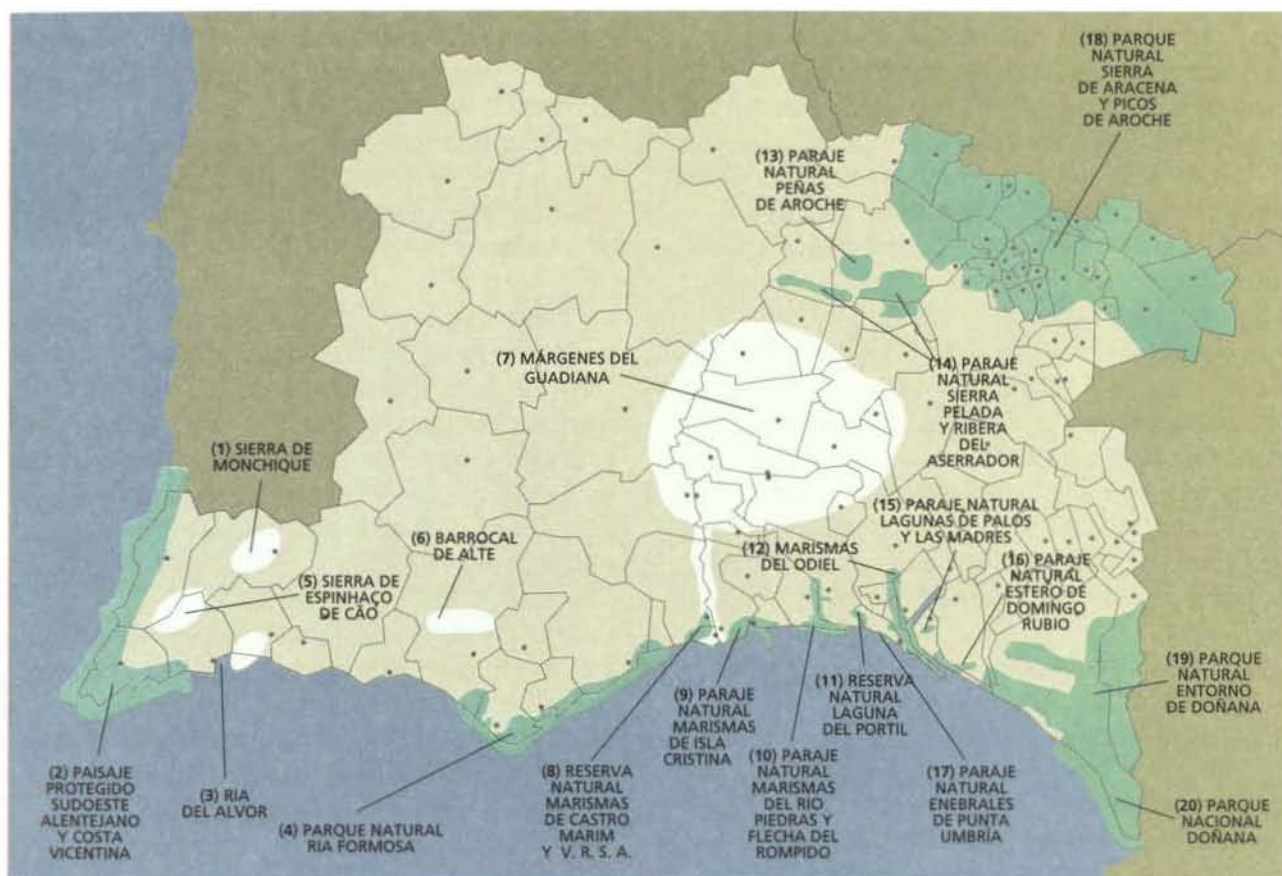 (18) PARQUE
NATURAL
SIERRA
DE ARACENA
Y PICOS
DE AROCHE
(13) PARAJE
NATURAL
PEÑAS
DE AROCHE
(7) MÁRGENES DEL
GUADIANA
(14) PARAJE
NATURAL
SIERRA
PELADA
Y RIBERA
DEL
ASERRADOR
(1) SIERRA DE
MONCHIQUE
(6) BARROCAL
DE ALTE
(15) PARAJE NATURAL
LAGUNAS DE PALOS
Y LAS MADRES
(12) MARISMAS
DEL ODIEL
(5) SIERRA DE
ESPINHAÇO
DE CÃO
(16) PARAJE
NATURAL
ESTERO DE
DOMINGO
RUBIO
(19) PARQUE
NATURAL
ENTORNO
DE DOÑANA
(9) PARAJE
NATURAL
MARISMAS
DE ISLA
CRISTINA
(11) RESERVA
NATURAL
LAGUNA
DEL PORTIL
(2) PAISAJE
PROTEGIDO
SUDOESTE
ALENTEJANO
Y COSTA
VICENTINA
(3) RIA
DEL ALVOR
(4) PARQUE NATURAL
RIA FORMOSA
(8) RESERVA
NATURAL
MARISMAS
DE CASTRO
MARIM
Y V. R. S. A.
(10) PARAJE
NATURAL
MARISMAS
DEL RÍO
PIEDRAS Y
FLECHA DEL
ROMPIDO
(17) PARAJE
NATURAL
ENEBRALES
DE PUNTA
UMBRÍA
(20) PARQUE
NACIONAL
DOÑANA